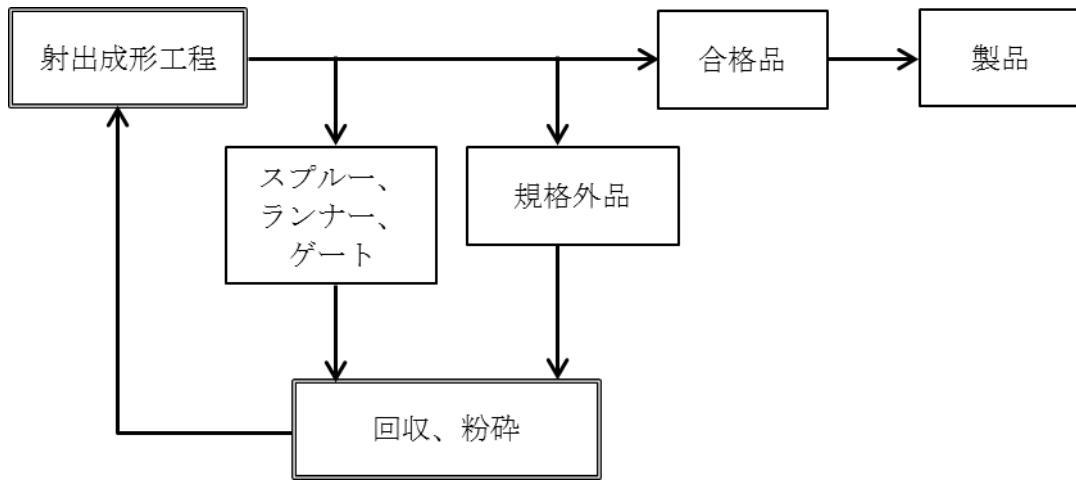 射出成形工程
合格品
製品
スプルー、
ランナー、
ゲート
規格外品
回収、粉砕